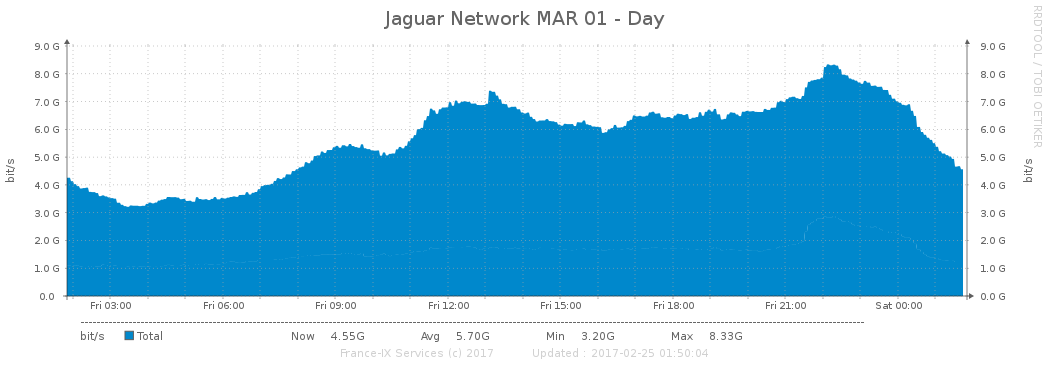 Jaguar Network MAR 01 - Day
RRDTOOL / TOBI OETIKER
9.0 G 9.0 G
8.0 G 8.0 G
7.0 G 7.0 G
6.0 G 6.0 G
5.0 G 5.0 G
4.0 G 4.0 G
3.0 G 3.0 G
2.0 G 2.0 G
1.0 G 1.0 G
0.0 0.0 G
bit/s
bit/s
Fri 03:00 Fri 06:00 Fri 09:00 Fri 12:00 Fri 15:00 Fri 18:00 Fri 21:00 Sat 00:00
bit/s Total Now 4.55G Avg 5.70G Min 3.20G Max 8.33G
France-IX Services (c) 2017 Updated : 2017-02-25 01:50:04